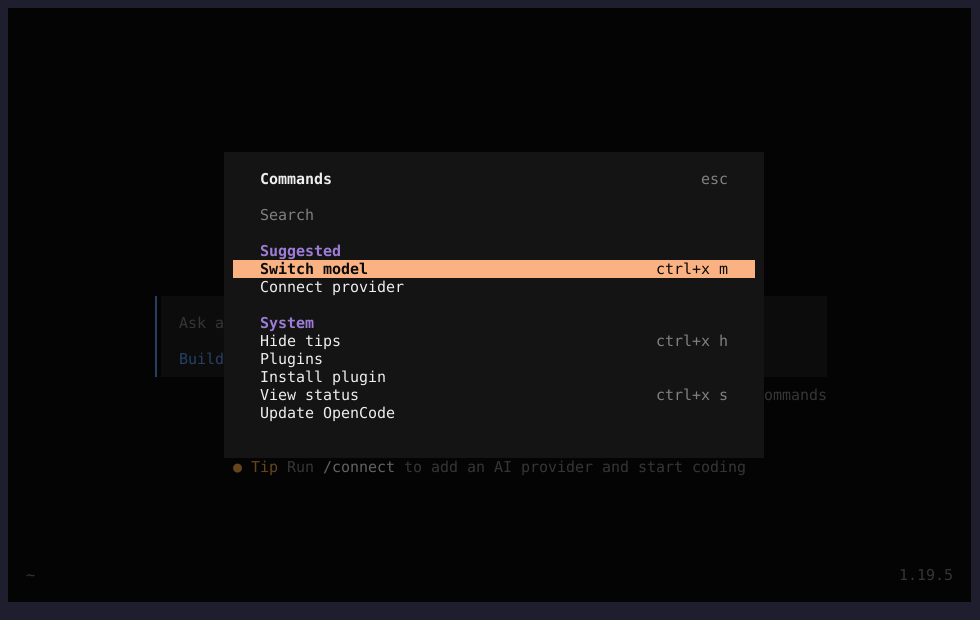 Commands esc
Search
Suggested
Switch model ctrl+x m
Connect provider
System
Ask a
Hide tips ctrl+x h
Plugins
Build
Install plugin
View status ctrl+x s
ommands
Update OpenCode
● Tip Run /connect to add an AI provider and start coding
~ 1.19.5